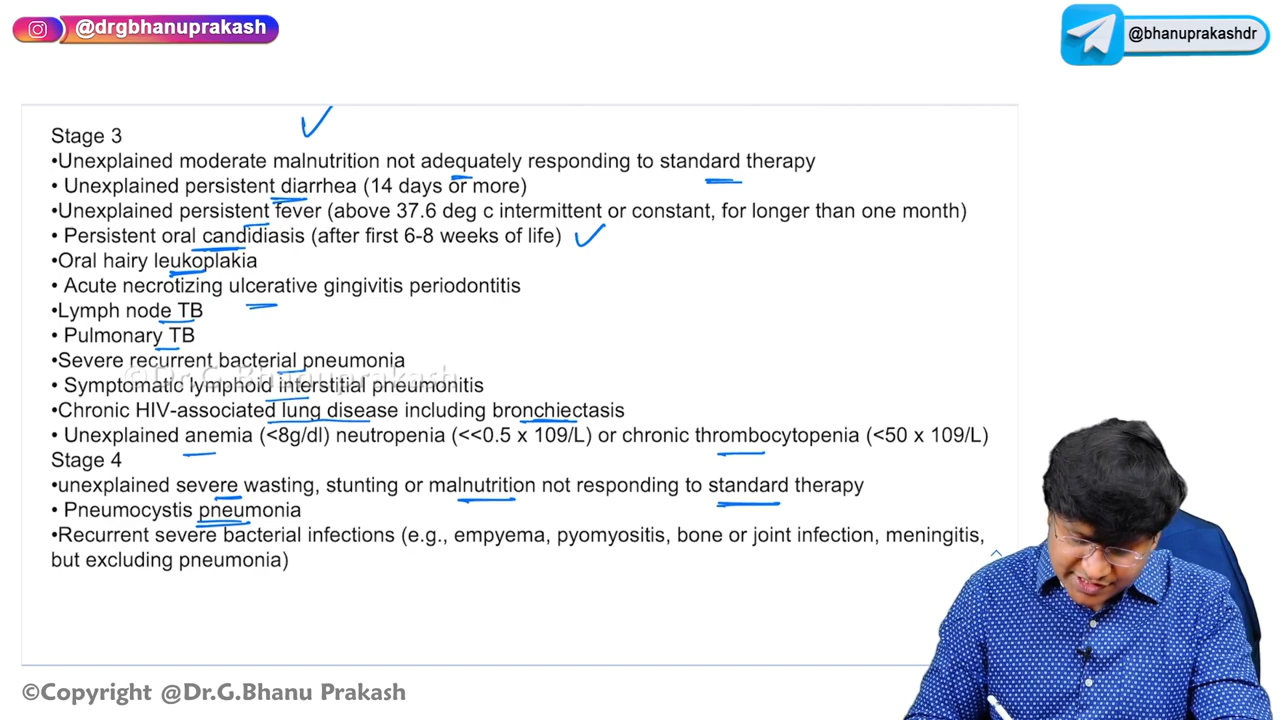 @drgbhanuprakash
@bhanuprakashdr
Stage 3
•Unexplained moderate malnutrition not adequately responding to standard therapy
• Unexplained persistent diarrhea (14 days or more)
•Unexplained persistent fever (above 37.6 deg c intermittent or constant, for longer than one month)
• Persistent oral candidiasis (after first 6-8 weeks of life)
•Oral hairy leukoplakia
• Acute necrotizing ulcerative gingivitis periodontitis
•Lymph node TB
• Pulmonary TB
•Severe recurrent bacterial pneumonia
©Dr.G.Bhanuprakash
• Symptomatic lymphoid interstitial pneumonitis
•Chronic HIV-associated lung disease including bronchiectasis
• Unexplained anemia (<8g/dl) neutropenia (<<0.5 x 109/L) or chronic thrombocytopenia (<50 x 109/L)
Stage 4
•unexplained severe wasting, stunting or malnutrition not responding to standard therapy
• Pneumocystis pneumonia
•Recurrent severe bacterial infections (e.g., empyema, pyomyositis, bone or joint infection, meningitis,
but excluding pneumonia)
©Copyright @Dr.G.Bhanu Prakash